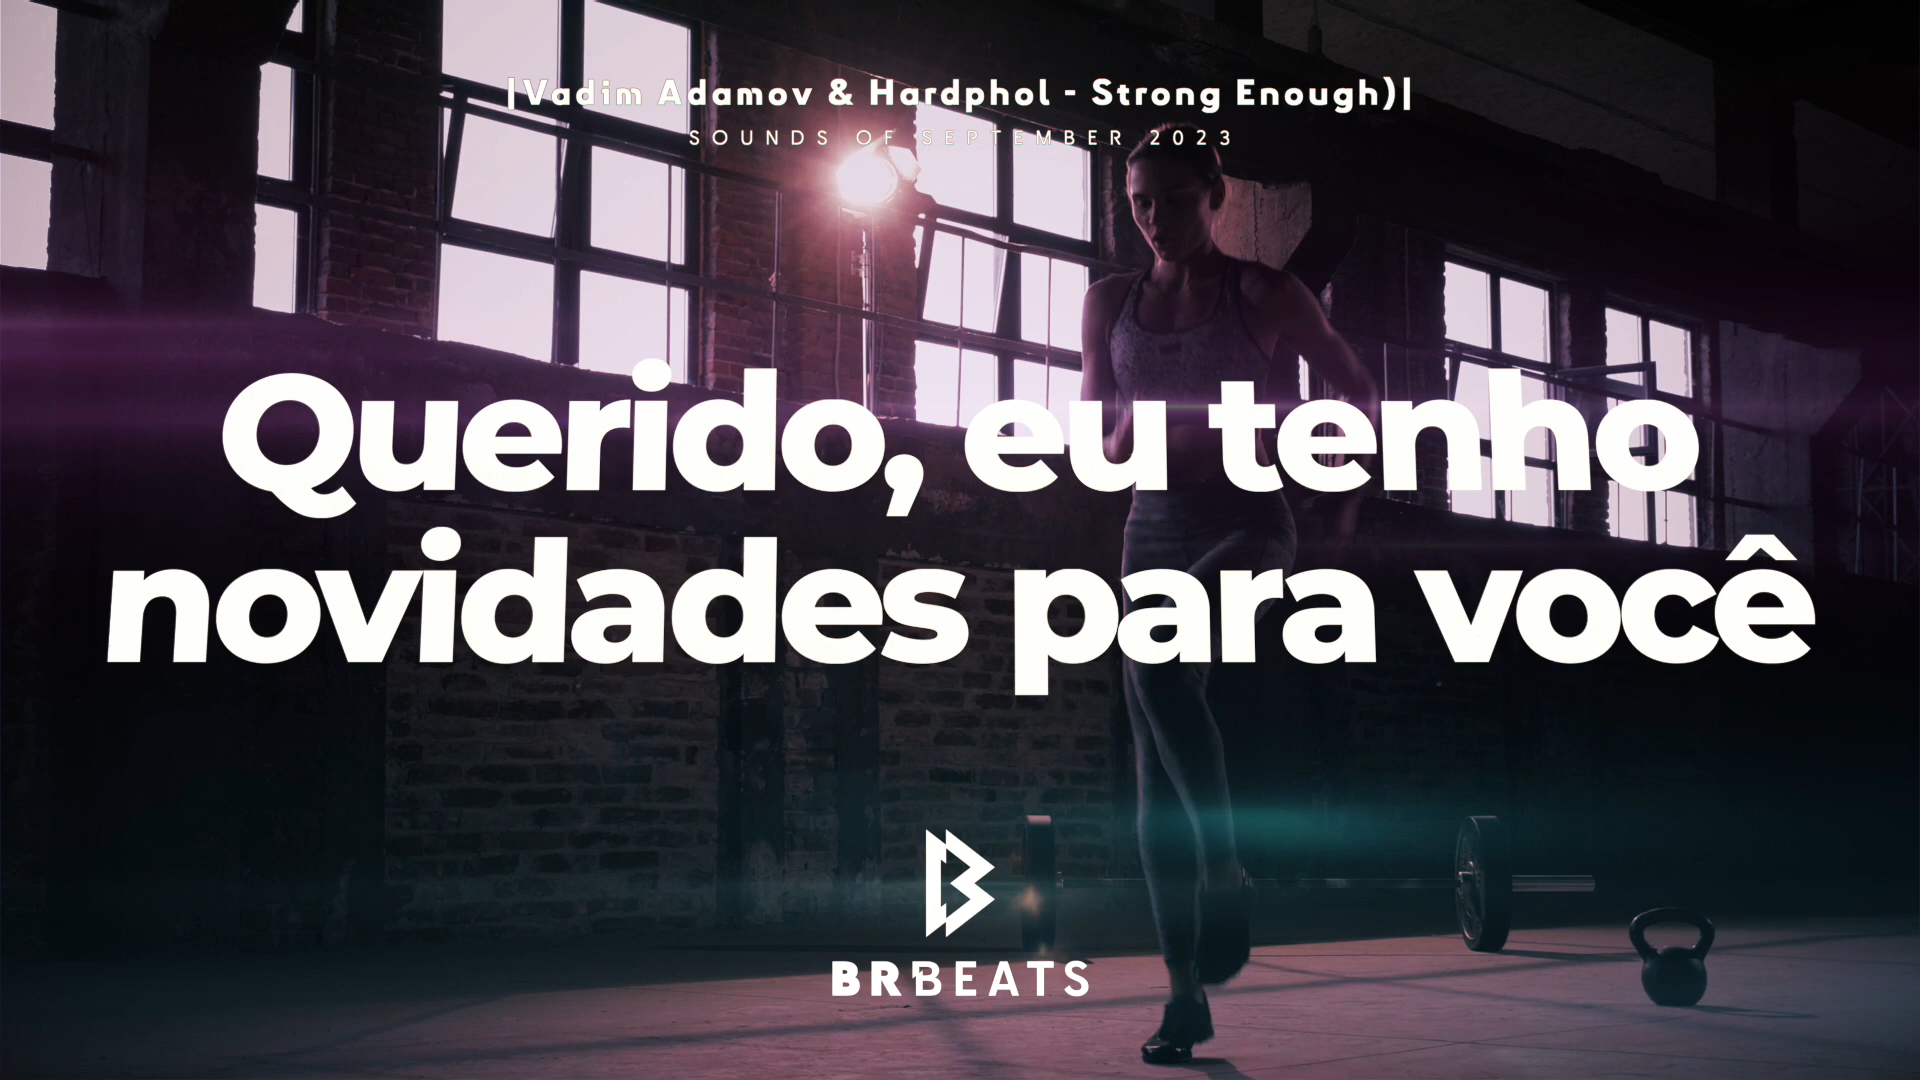 |Vadim Adamov & Hardphol - Strong Enough)|
SOUNDS OF SEPTEMBER 2023
Querido, eu tenho
novidades para você
BRBEATS